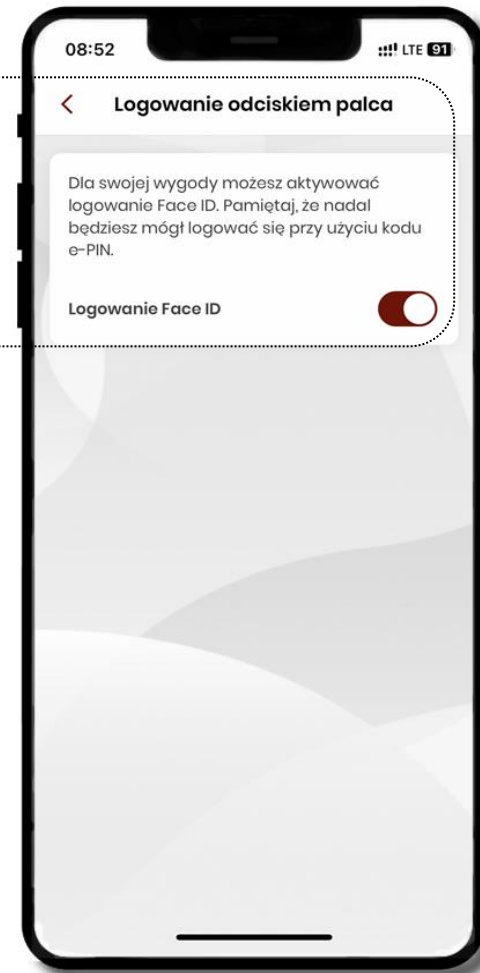 08:52 LTE 91
Logowanie odciskiem palca
Dla swojej wygody możesz aktywować
logowanie Face ID. Pamiętaj, że nadal
będziesz mógł logować się przy użyciu kodu
e-PIN.
Logowanie Face ID